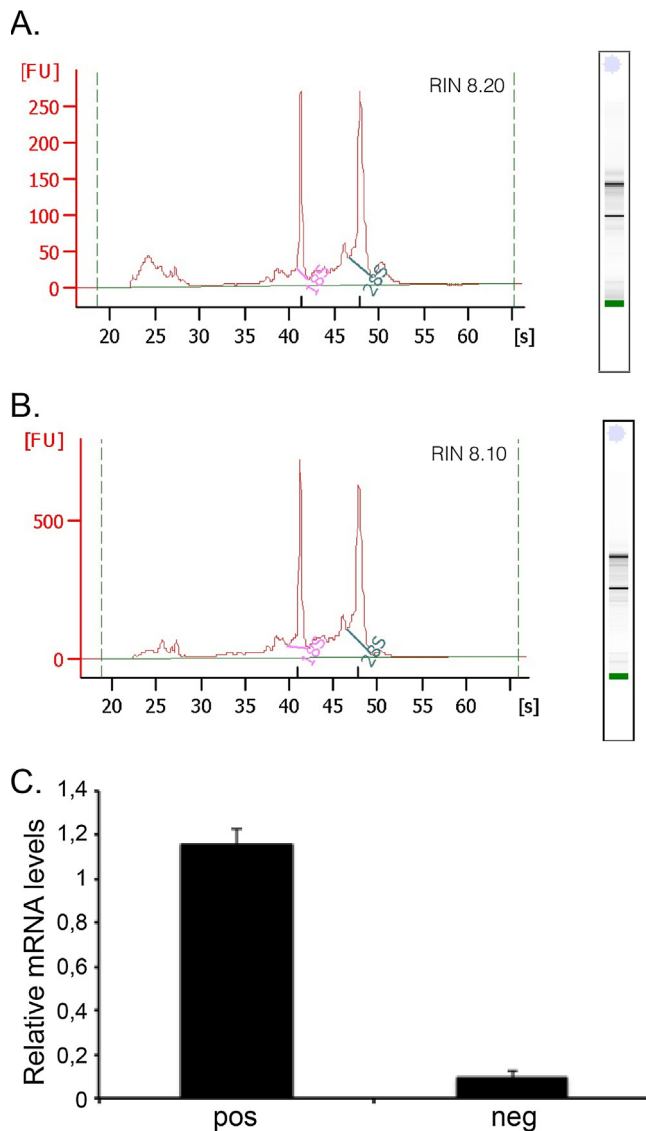 A.
[FU]
RIN 8.20
250
200
150
100
50
0
18S
28S
20 25 30 35 40 45 50 55 60 [s]
B.
[FU]
RIN 8.10
500
0
18S
28S
20 25 30 35 40 45 50 55 60 [s]
C.
Relative mRNA levels
1,4
1,2
1
0,8
0,6
0,4
0,2
0
pos neg